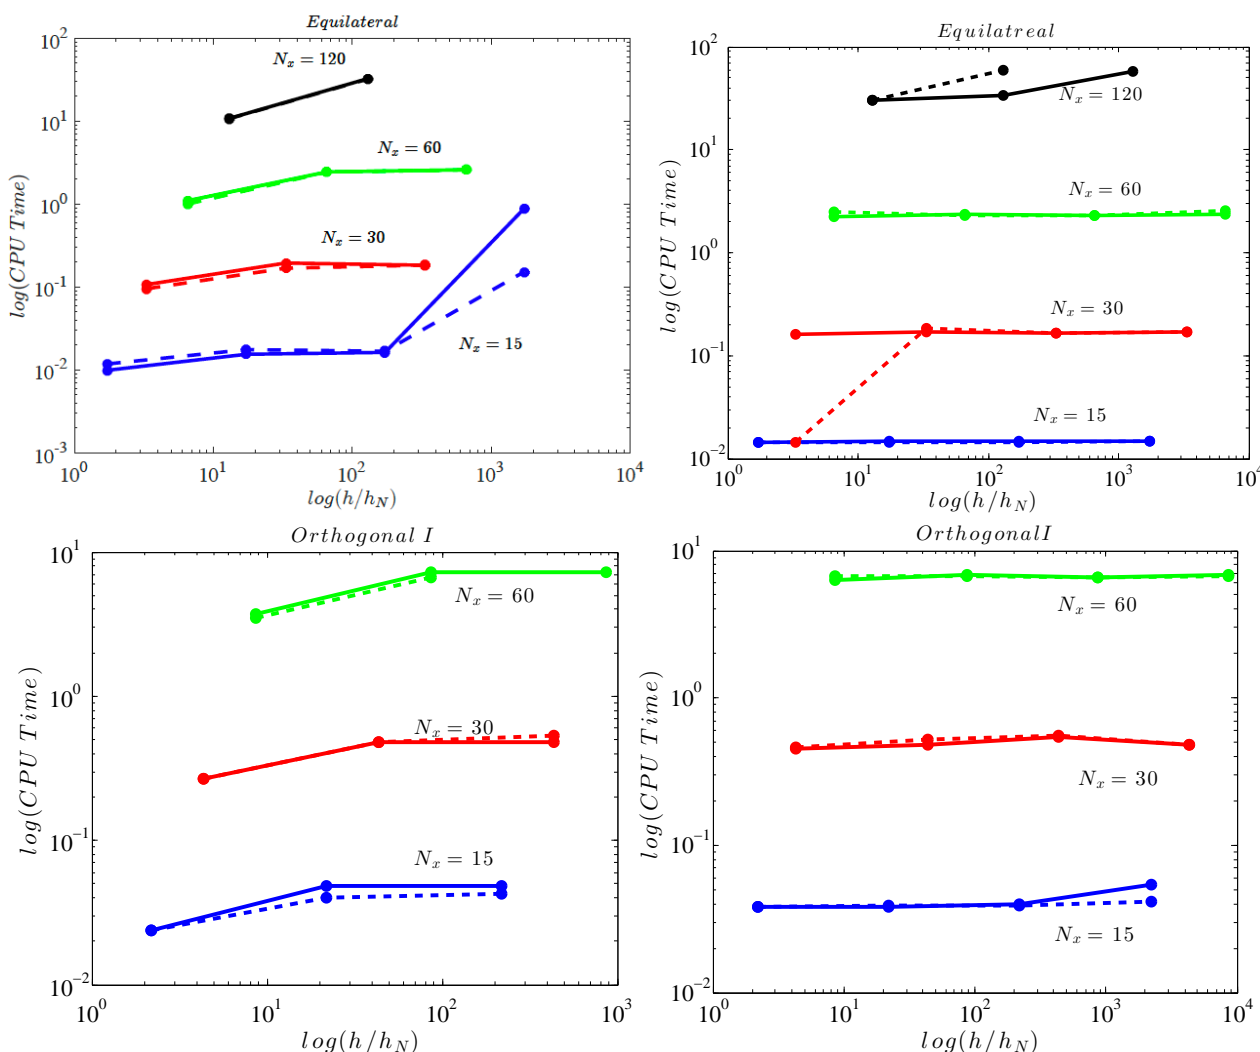 Equilateral
10^2
10^1
10^0
10^-1
10^-2
10^-3
log(CPU Time)
N_x = 120
N_x = 60
N_x = 30
N_x = 15
10^0 10^1 10^2 10^3 10^4
log(h/h_N)
Equilatreal
10^2
10^1
10^0
10^-1
10^-2
log(CPU Time)
N_x = 120
N_x = 60
N_x = 30
N_x = 15
10^0 10^1 10^2 10^3 10^4
log(h/h_N)
Orthogonal I
10^1
10^0
10^-1
10^-2
log(CPU Time)
N_x = 60
N_x = 30
N_x = 15
10^0 10^1 10^2 10^3
log(h/h_N)
OrthogonalI
10^1
10^0
10^-1
10^-2
log(CPU Time)
N_x = 60
N_x = 30
N_x = 15
10^0 10^1 10^2 10^3 10^4
log(h/h_N)